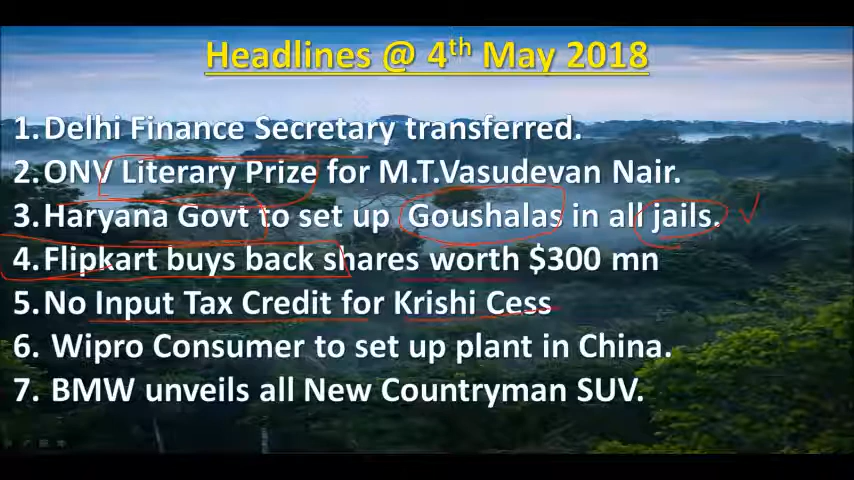 Headlines @ 4th May 2018
1. Delhi Finance Secretary transferred.
2. ONV Literary Prize for M.T.Vasudevan Nair.
3. Haryana Govt to set up Goushalas in all jails.
4. Flipkart buys back shares worth $300 mn
5. No Input Tax Credit for Krishi Cess
6. Wipro Consumer to set up plant in China.
7. BMW unveils all New Countryman SUV.